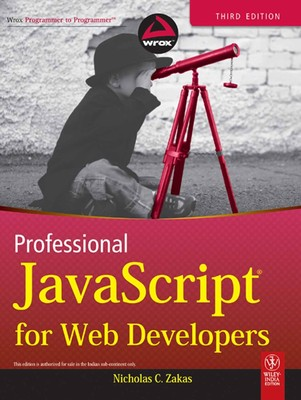 Wrox Programmer to Programmer™
THIRD EDITION
wrox
Professional
JavaScript®
for Web Developers
This edition is authorized for sale in the Indian sub-continent only.
Nicholas C. Zakas
WILEY-
INDIA
EDITION